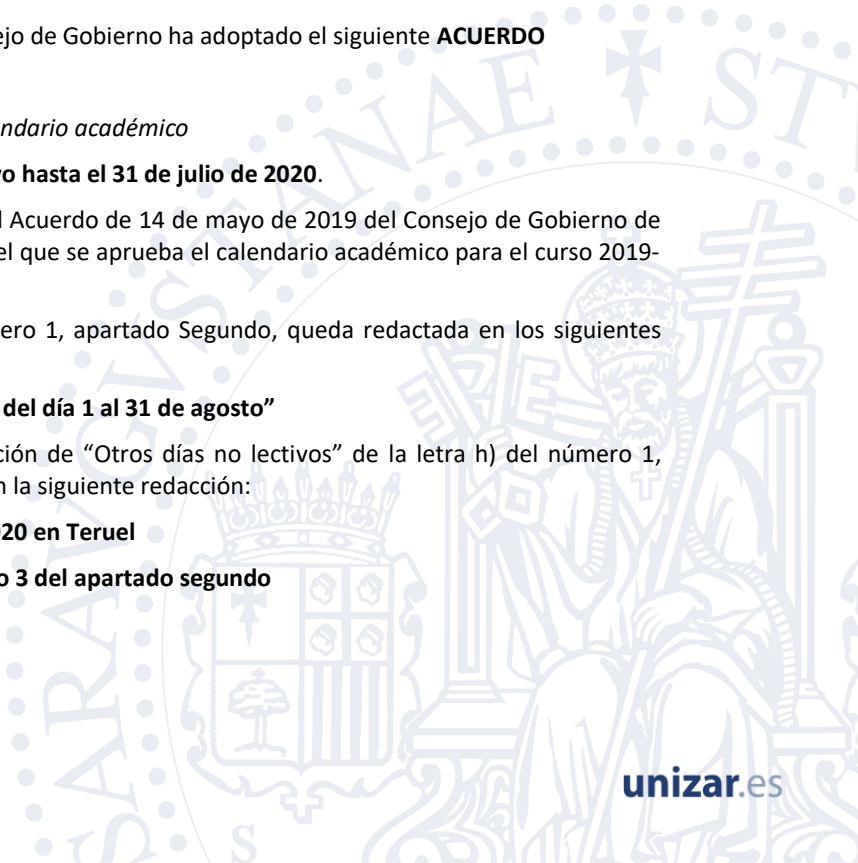 ejo de Gobierno ha adoptado el siguiente ACUERDO
ndario académico
o hasta el 31 de julio de 2020.
l Acuerdo de 14 de mayo de 2019 del Consejo de Gobierno de
el que se aprueba el calendario académico para el curso 2019-
ero 1, apartado Segundo, queda redactada en los siguientes
del día 1 al 31 de agosto”
ción de “Otros días no lectivos” de la letra h) del número 1,
n la siguiente redacción:
20 en Teruel
o 3 del apartado segundo
SARAVGVSTANAE
ST
S
unizar.es